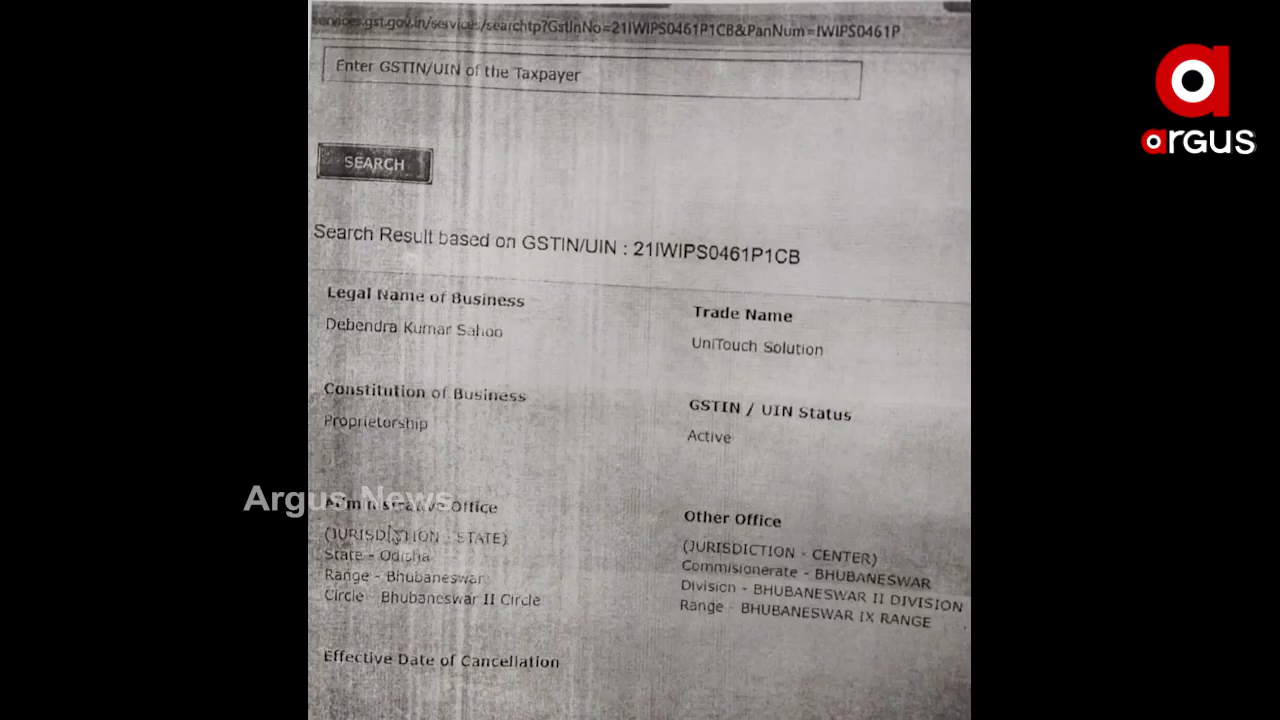 services.gst.gov.in/services/searchtp?GstInNo=21IWIPS0461P1CB&PanNum=IWIPS0461P
Enter GSTIN/UIN of the Taxpayer
SEARCH
Search Result based on GSTIN/UIN : 21IWIPS0461P1CB
Legal Name of Business
Debendra Kumar Sahoo
Trade Name
UniTouch Solution
Constitution of Business
Proprietorship
GSTIN / UIN Status
Active
Administrative Office
(JURISDICTION - STATE)
State - Odisha
Range - Bhubaneswar
Circle - Bhubaneswar II Circle
Other Office
(JURISDICTION - CENTER)
Commisionerate - BHUBANESWAR
Division - BHUBANESWAR II DIVISION
Range - BHUBANESWAR IX RANGE
Effective Date of Cancellation
Argus News
argus